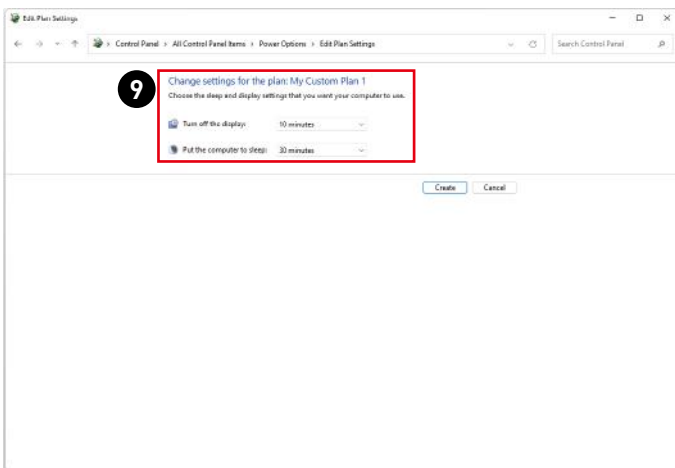 Edit Plan Settings
Control Panel > All Control Panel Items > Power Options > Edit Plan Settings
Search Control Panel
9
Change settings for the plan: My Custom Plan 1
Choose the sleep and display settings that you want your computer to use.
Turn off the display: 10 minutes
Put the computer to sleep: 30 minutes
Create Cancel